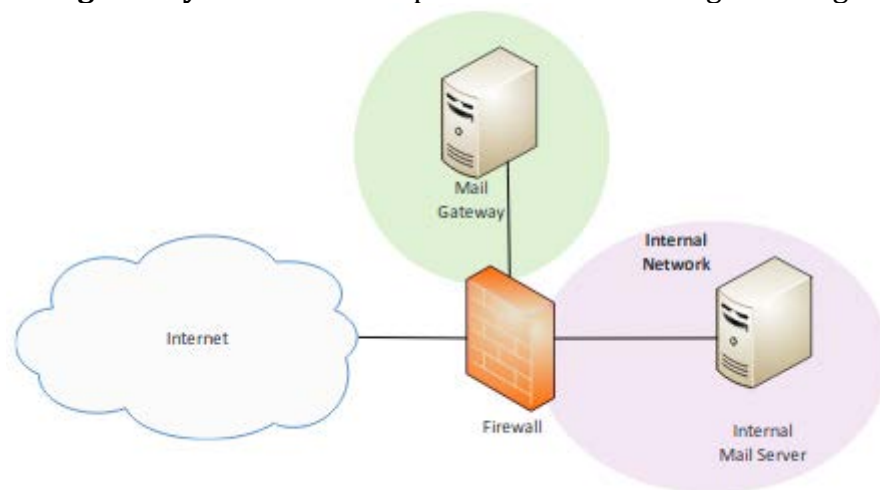 Mail
Gateway
Internal
Network
Internet
Firewall
Internal
Mail Server